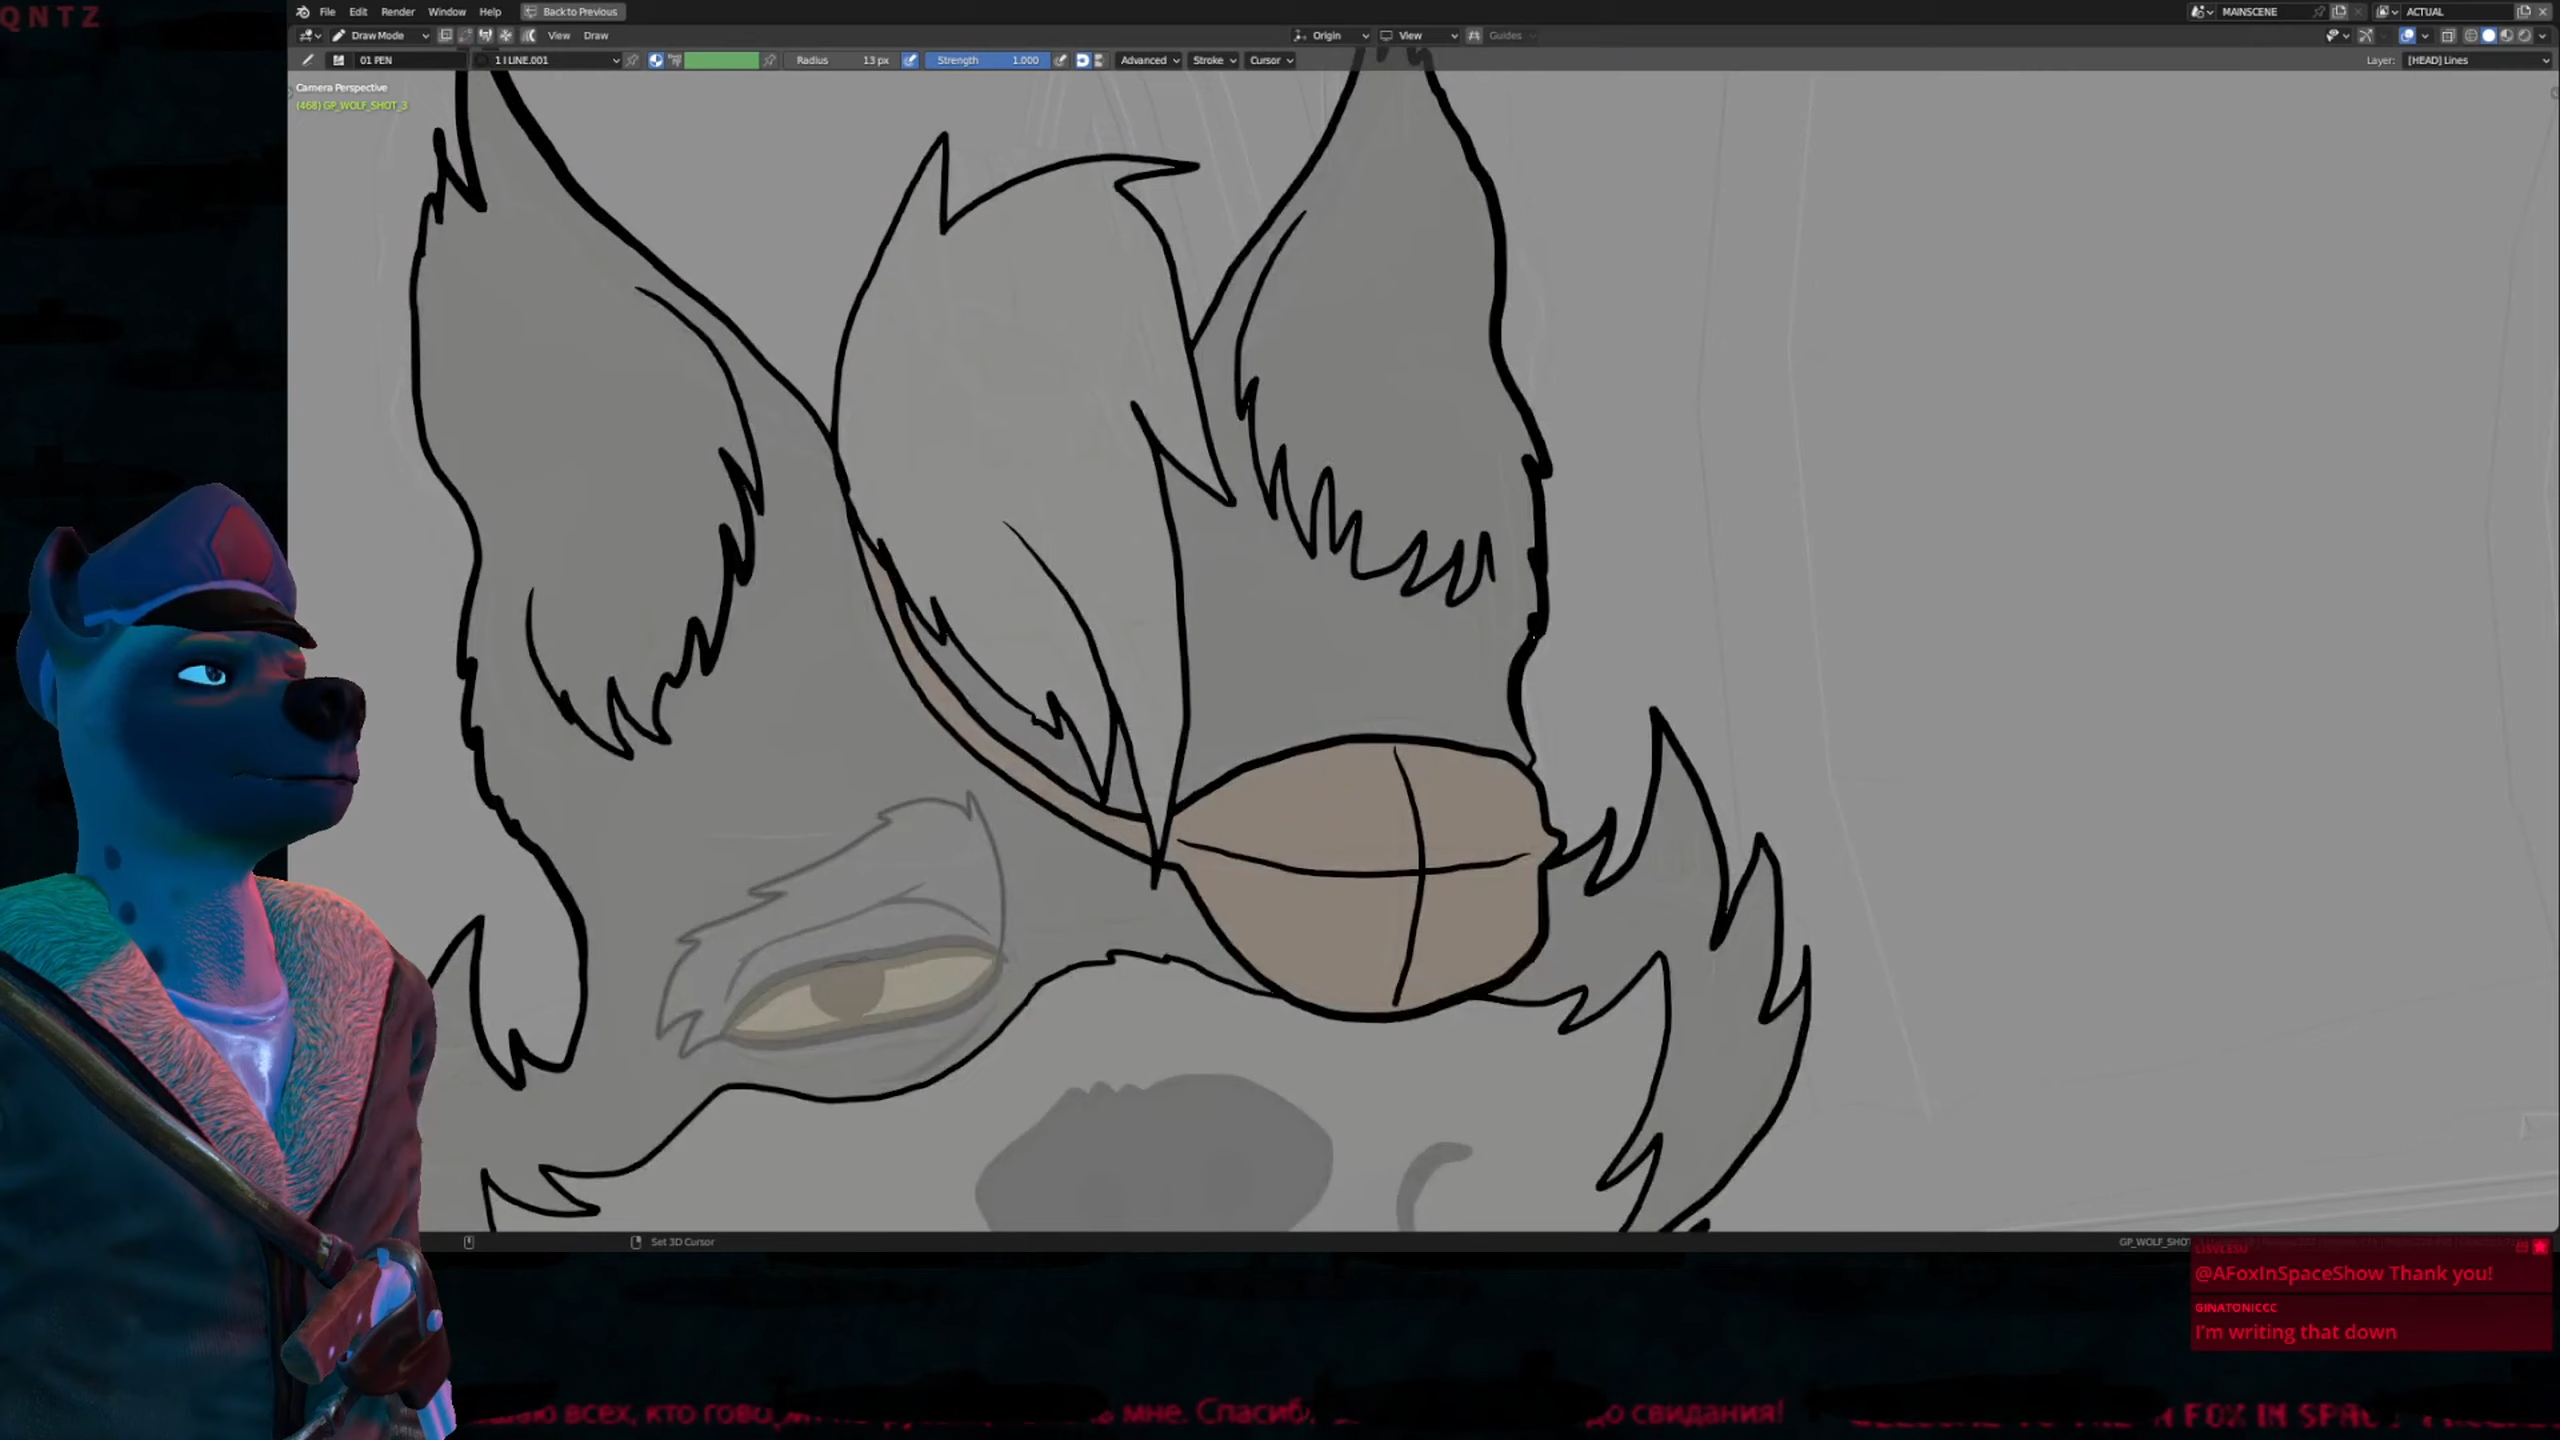 QNTZ
File Edit Render Window Help Back to Previous MAINSCENE ACTUAL
Draw Mode View Draw Origin View Guides
01 PEN 1 I LINE.001 Radius 13 px Strength 1.000 Advanced Stroke Cursor Layer: [HEAD] Lines
Camera Perspective
(468) GP_WOLF_SHOT_3
Set 3D Cursor GP_WOLF_SHO
@AFoxInSpaceShow Thank you!
GINATONICCC
I'm writing that down
всех, кто мне. до свидания!
FOX IN